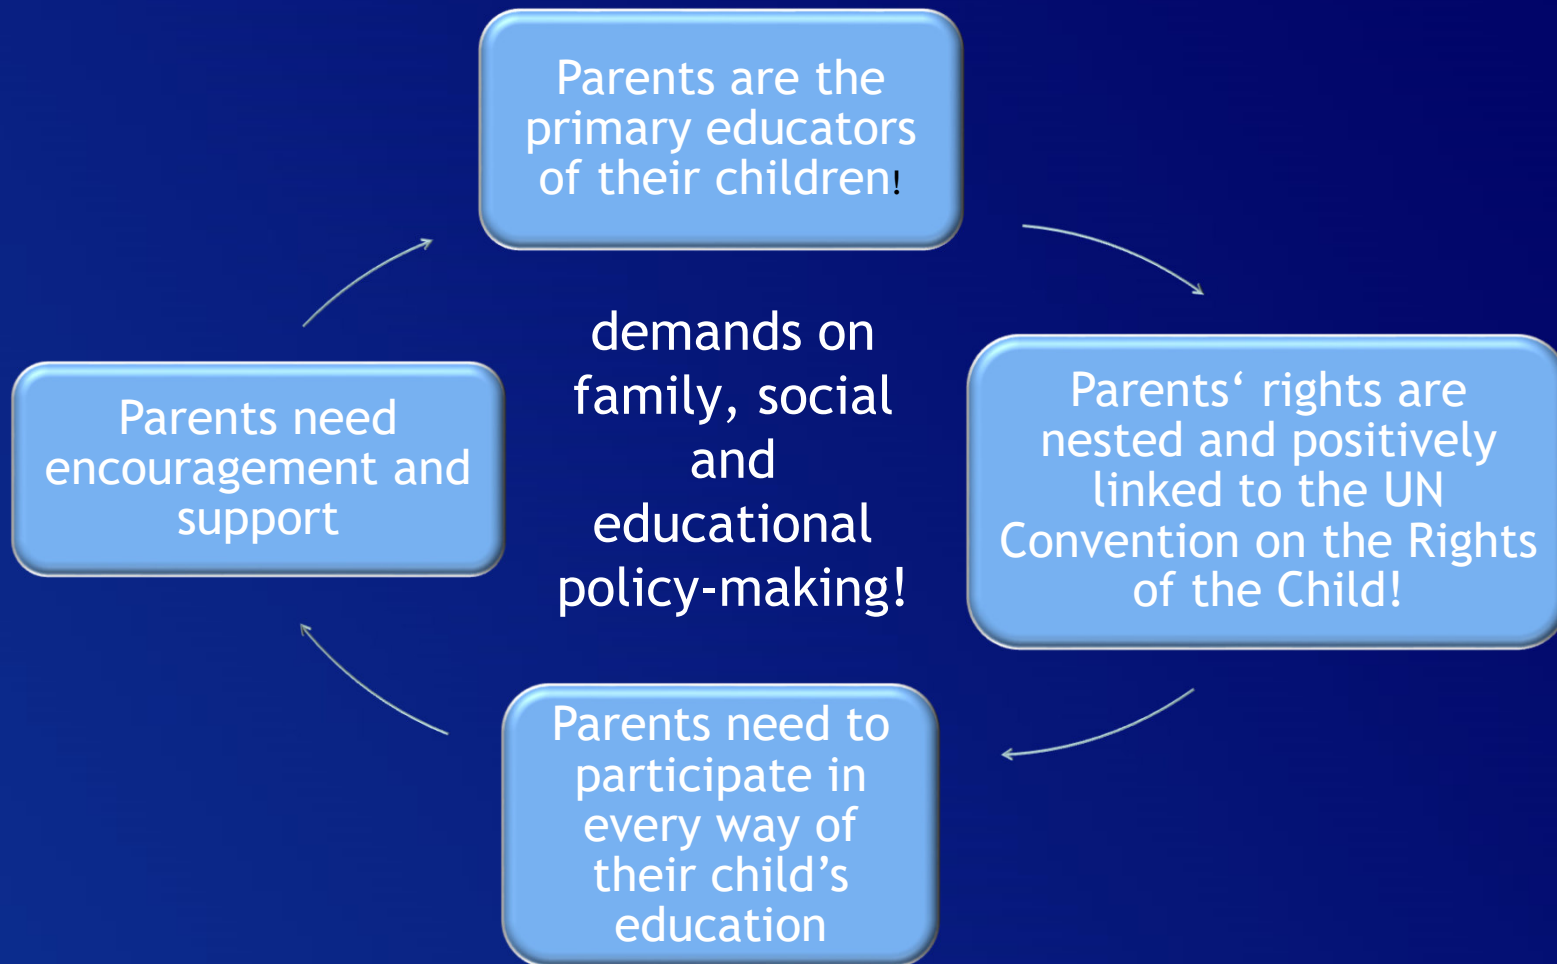 Parents are the
primary educators
of their children!
demands on
family, social
and
educational
policy-making!
Parents‘ rights are
nested and positively
linked to the UN
Convention on the Rights
of the Child!
Parents need to
participate in
every way of
their child’s
education
Parents need
encouragement and
support